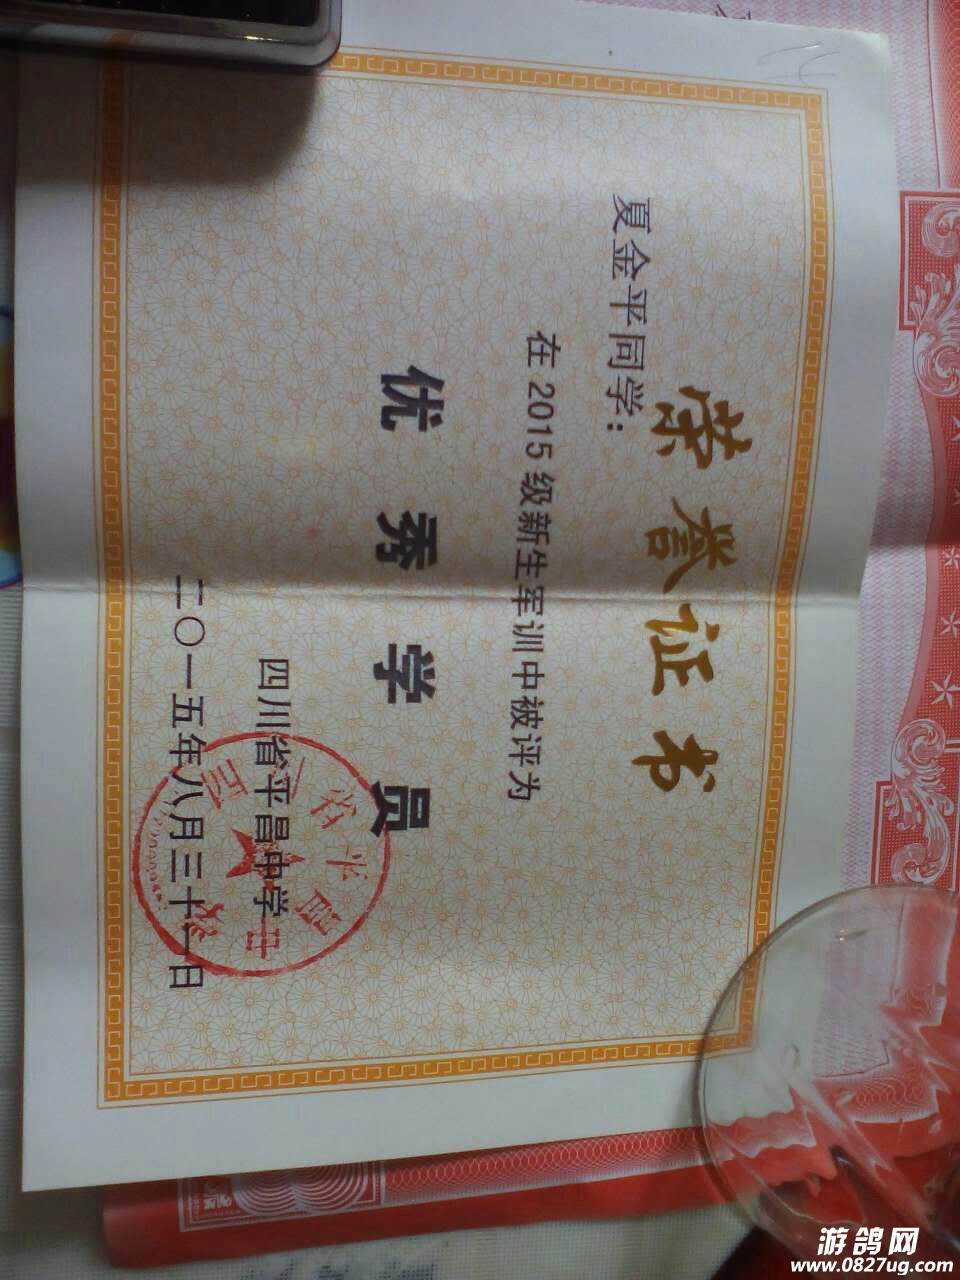 荣誉证书
夏金平同学:
在2015级新生军训中被评为
优秀学员
四川省平昌中学
二〇一五年八月三十一日
游鸽网
www.0827ug.com